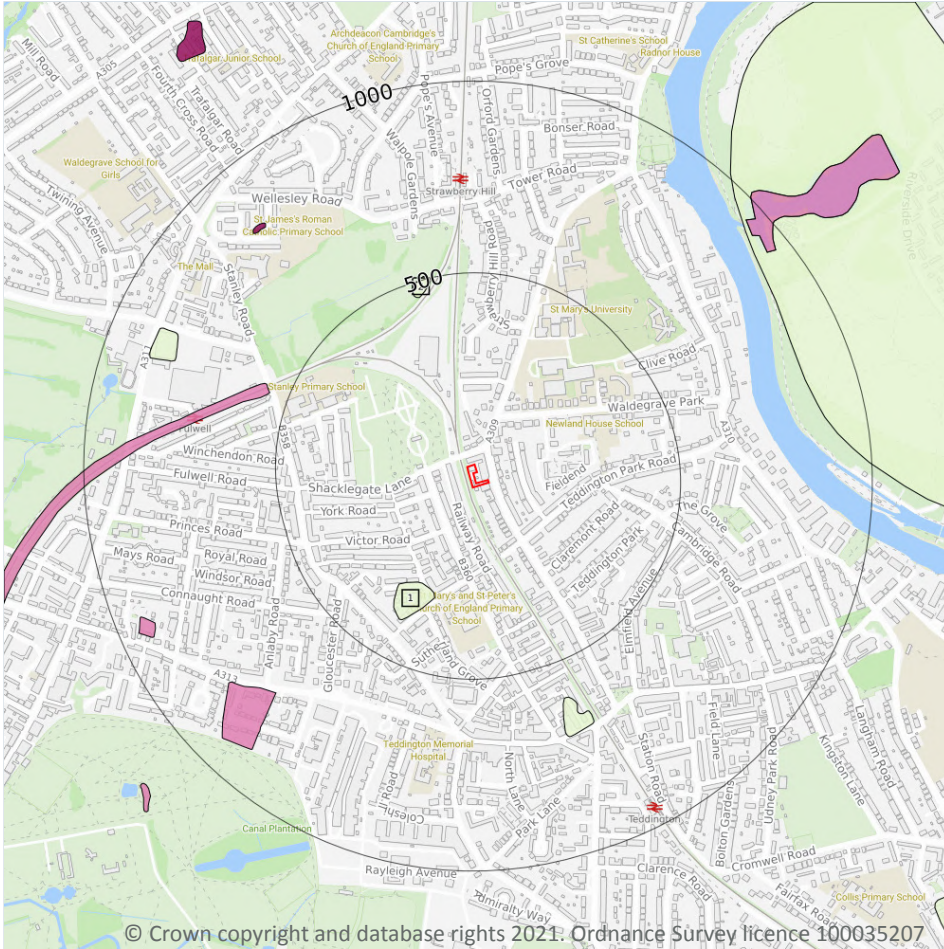 Archdeacon Cambridge's
Church of England Primary
School
St Catherine's School
Radnor House
Mill Road
A305
Fourth Cross Road
Trafalgar Road
Trafalgar Junior School
Pope's Grove
Pope's Avenue
Orford Gardens
1000
Walpole Gardens
Bonser Road
Waldegrave School for
Girls
Twining Avenue
Strawberry Hill
Tower Road
Wellesley Road
St James's Roman
Catholic Primary School
The Mall
Stanley Road
Strawberry Hill Road
500
St Mary's University
Riverside Drive
A311
Clive Road
Stanley Primary School
Waldegrave Park
A309
A310
Newland House School
Fulwell
B358
Winchendon Road
Fulwell Road
Shacklegate Lane
Fieldend
Teddington Park Road
York Road
Princes Road
Victor Road
Railway Road
B360
Claremont Road
The Grove
Cambridge Road
Mays Road
Royal Road
Windsor Road
Connaught Road
Teddington Park
Elmfield Avenue
1
St Mary's and St Peter's
Church of England Primary
School
Anlaby Road
Gloucester Road
Sutherland Grove
A313
Teddington Memorial
Hospital
North Lane
Park Lane
Station Road
Field Lane
Udney Park Road
Kingston Lane
Langham Road
Coleshill Road
Teddington
Bolton Gardens
Canal Plantation
Rayleigh Avenue
Clarence Road
Cromwell Road
Fairfax Road
Admiralty Way
Collis Primary School
© Crown copyright and database rights 2021. Ordnance Survey licence 100035207